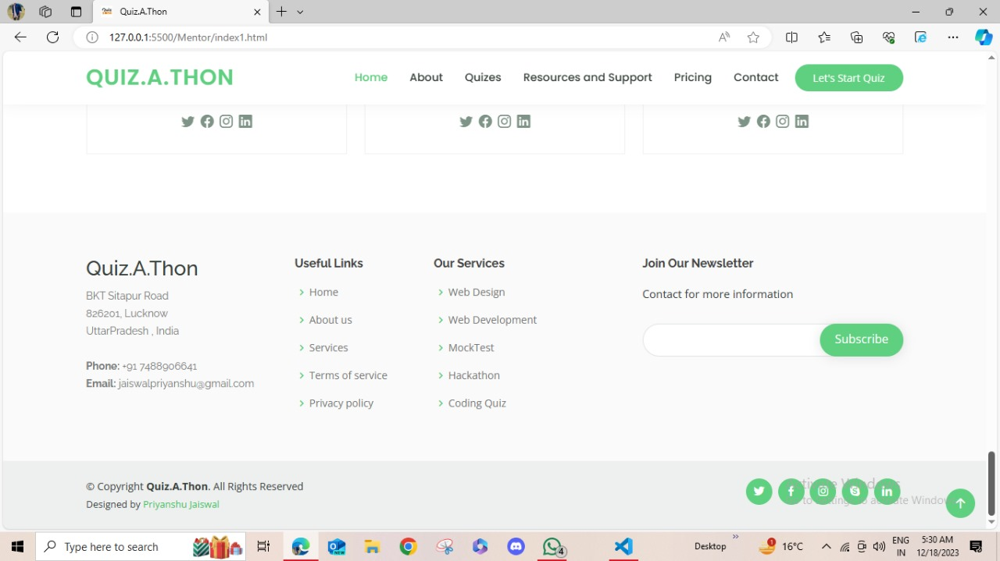 Quiz.A.Thon
127.0.0.1:5500/Mentor/index1.html
QUIZ.A.THON
Home About Quizes Resources and Support Pricing Contact Let's Start Quiz
Quiz.A.Thon
BKT Sitapur Road
826201, Lucknow
UttarPradesh , India
Phone: +91 7488906641
Email: jaiswalpriyanshu@gmail.com
Useful Links
Home
About us
Services
Terms of service
Privacy policy
Our Services
Web Design
Web Development
MockTest
Hackathon
Coding Quiz
Join Our Newsletter
Contact for more information
Subscribe
© Copyright Quiz.A.Thon. All Rights Reserved
Designed by Priyanshu Jaiswal
Type here to search
NEW
4
Desktop
1
16°C
ENG
IN
5:30 AM
12/18/2023